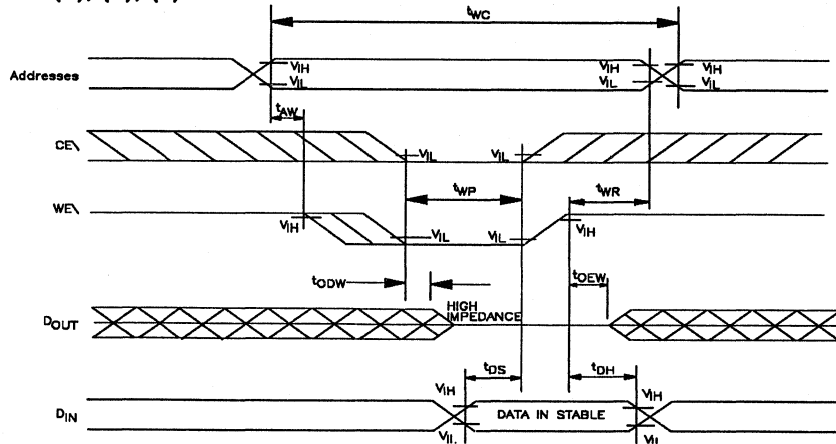 tWC
Addresses
VIH
VIL
VIH
VIL
VIH
VIL
tAW
CE\
VIL
VIL
tWP
tWR
WE\
VIH
VIL
VIL
VIH
tODW
tOEW
HIGH
IMPEDANCE
DOUT
tDS
tDH
VIH
VIH
DIN
DATA IN STABLE
VIL
VIL